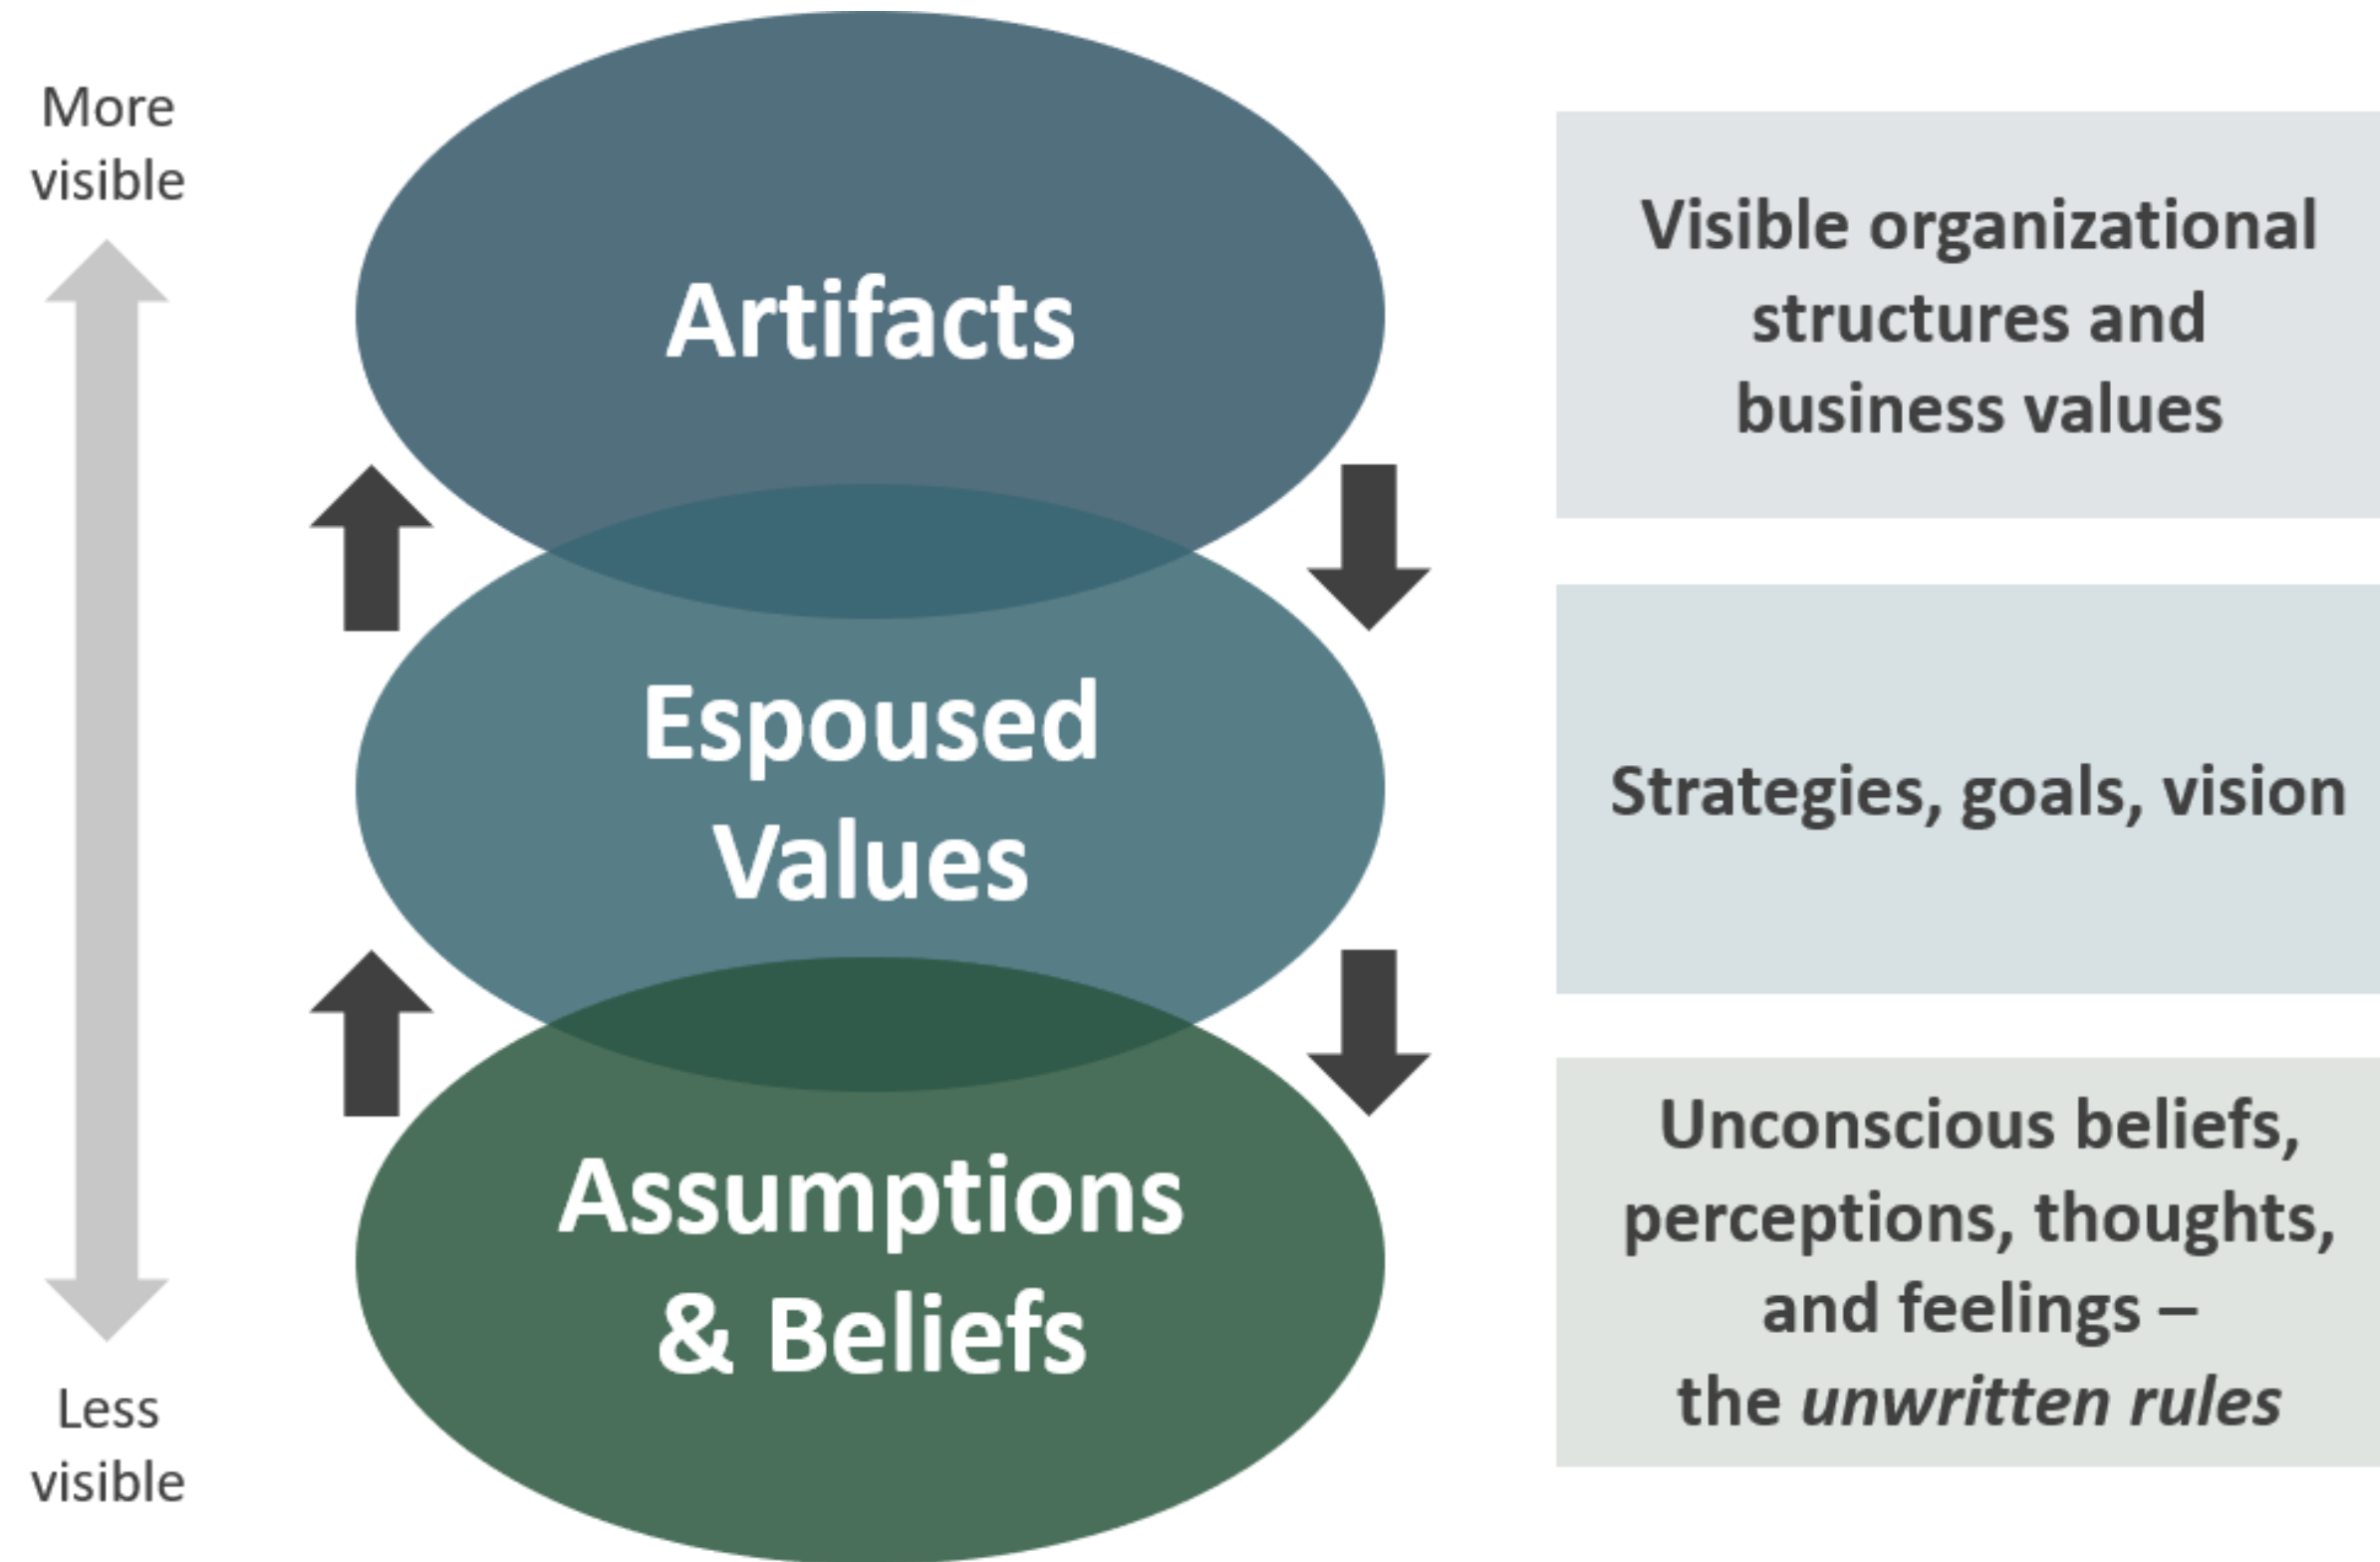 More
visible
Artifacts
Visible organizational
structures and
business values
Espoused
Values
Strategies, goals, vision
Assumptions
& Beliefs
Unconscious beliefs,
perceptions, thoughts,
and feelings –
the unwritten rules
Less
visible